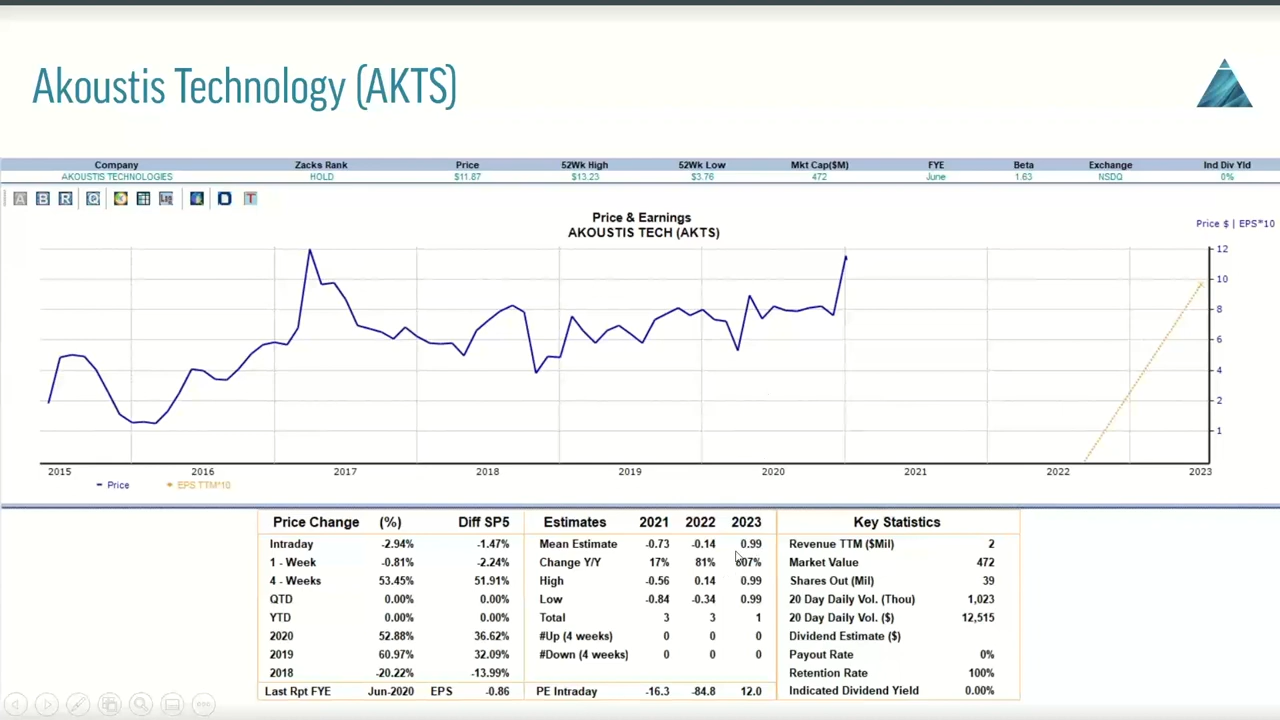 Akoustis Technology (AKTS)
Company Zacks Rank Price 52Wk High 52Wk Low Mkt Cap($M) FYE Beta Exchange Ind Div Yld
AKOUSTIS TECHNOLOGIES HOLD $11.87 $13.23 $3.76 472 June 1.63 NSDQ 0%
A B R Q Log D T
Price & Earnings
AKOUSTIS TECH (AKTS)
Price $ | EPS*10
12
10
8
6
4
2
1
2015 2016 2017 2018 2019 2020 2021 2022 2023
Price EPS TTM*10
Price Change (%) Diff SP5 Estimates 2021 2022 2023 Key Statistics
Intraday -2.94% -1.47% Mean Estimate -0.73 -0.14 0.99 Revenue TTM ($Mil) 2
1 - Week -0.81% -2.24% Change Y/Y 17% 81% 807% Market Value 472
4 - Weeks 53.45% 51.91% High -0.56 0.14 0.99 Shares Out (Mil) 39
QTD 0.00% 0.00% Low -0.84 -0.34 0.99 20 Day Daily Vol. (Thou) 1,023
YTD 0.00% 0.00% Total 3 3 1 20 Day Daily Vol. ($) 12,515
2020 52.88% 36.62% #Up (4 weeks) 0 0 0 Dividend Estimate ($)
2019 60.97% 32.09% #Down (4 weeks) 0 0 0 Payout Rate 0%
2018 -20.22% -13.99% Retention Rate 100%
Last Rpt FYE Jun-2020 EPS -0.86 PE Intraday -16.3 -84.8 12.0 Indicated Dividend Yield 0.00%